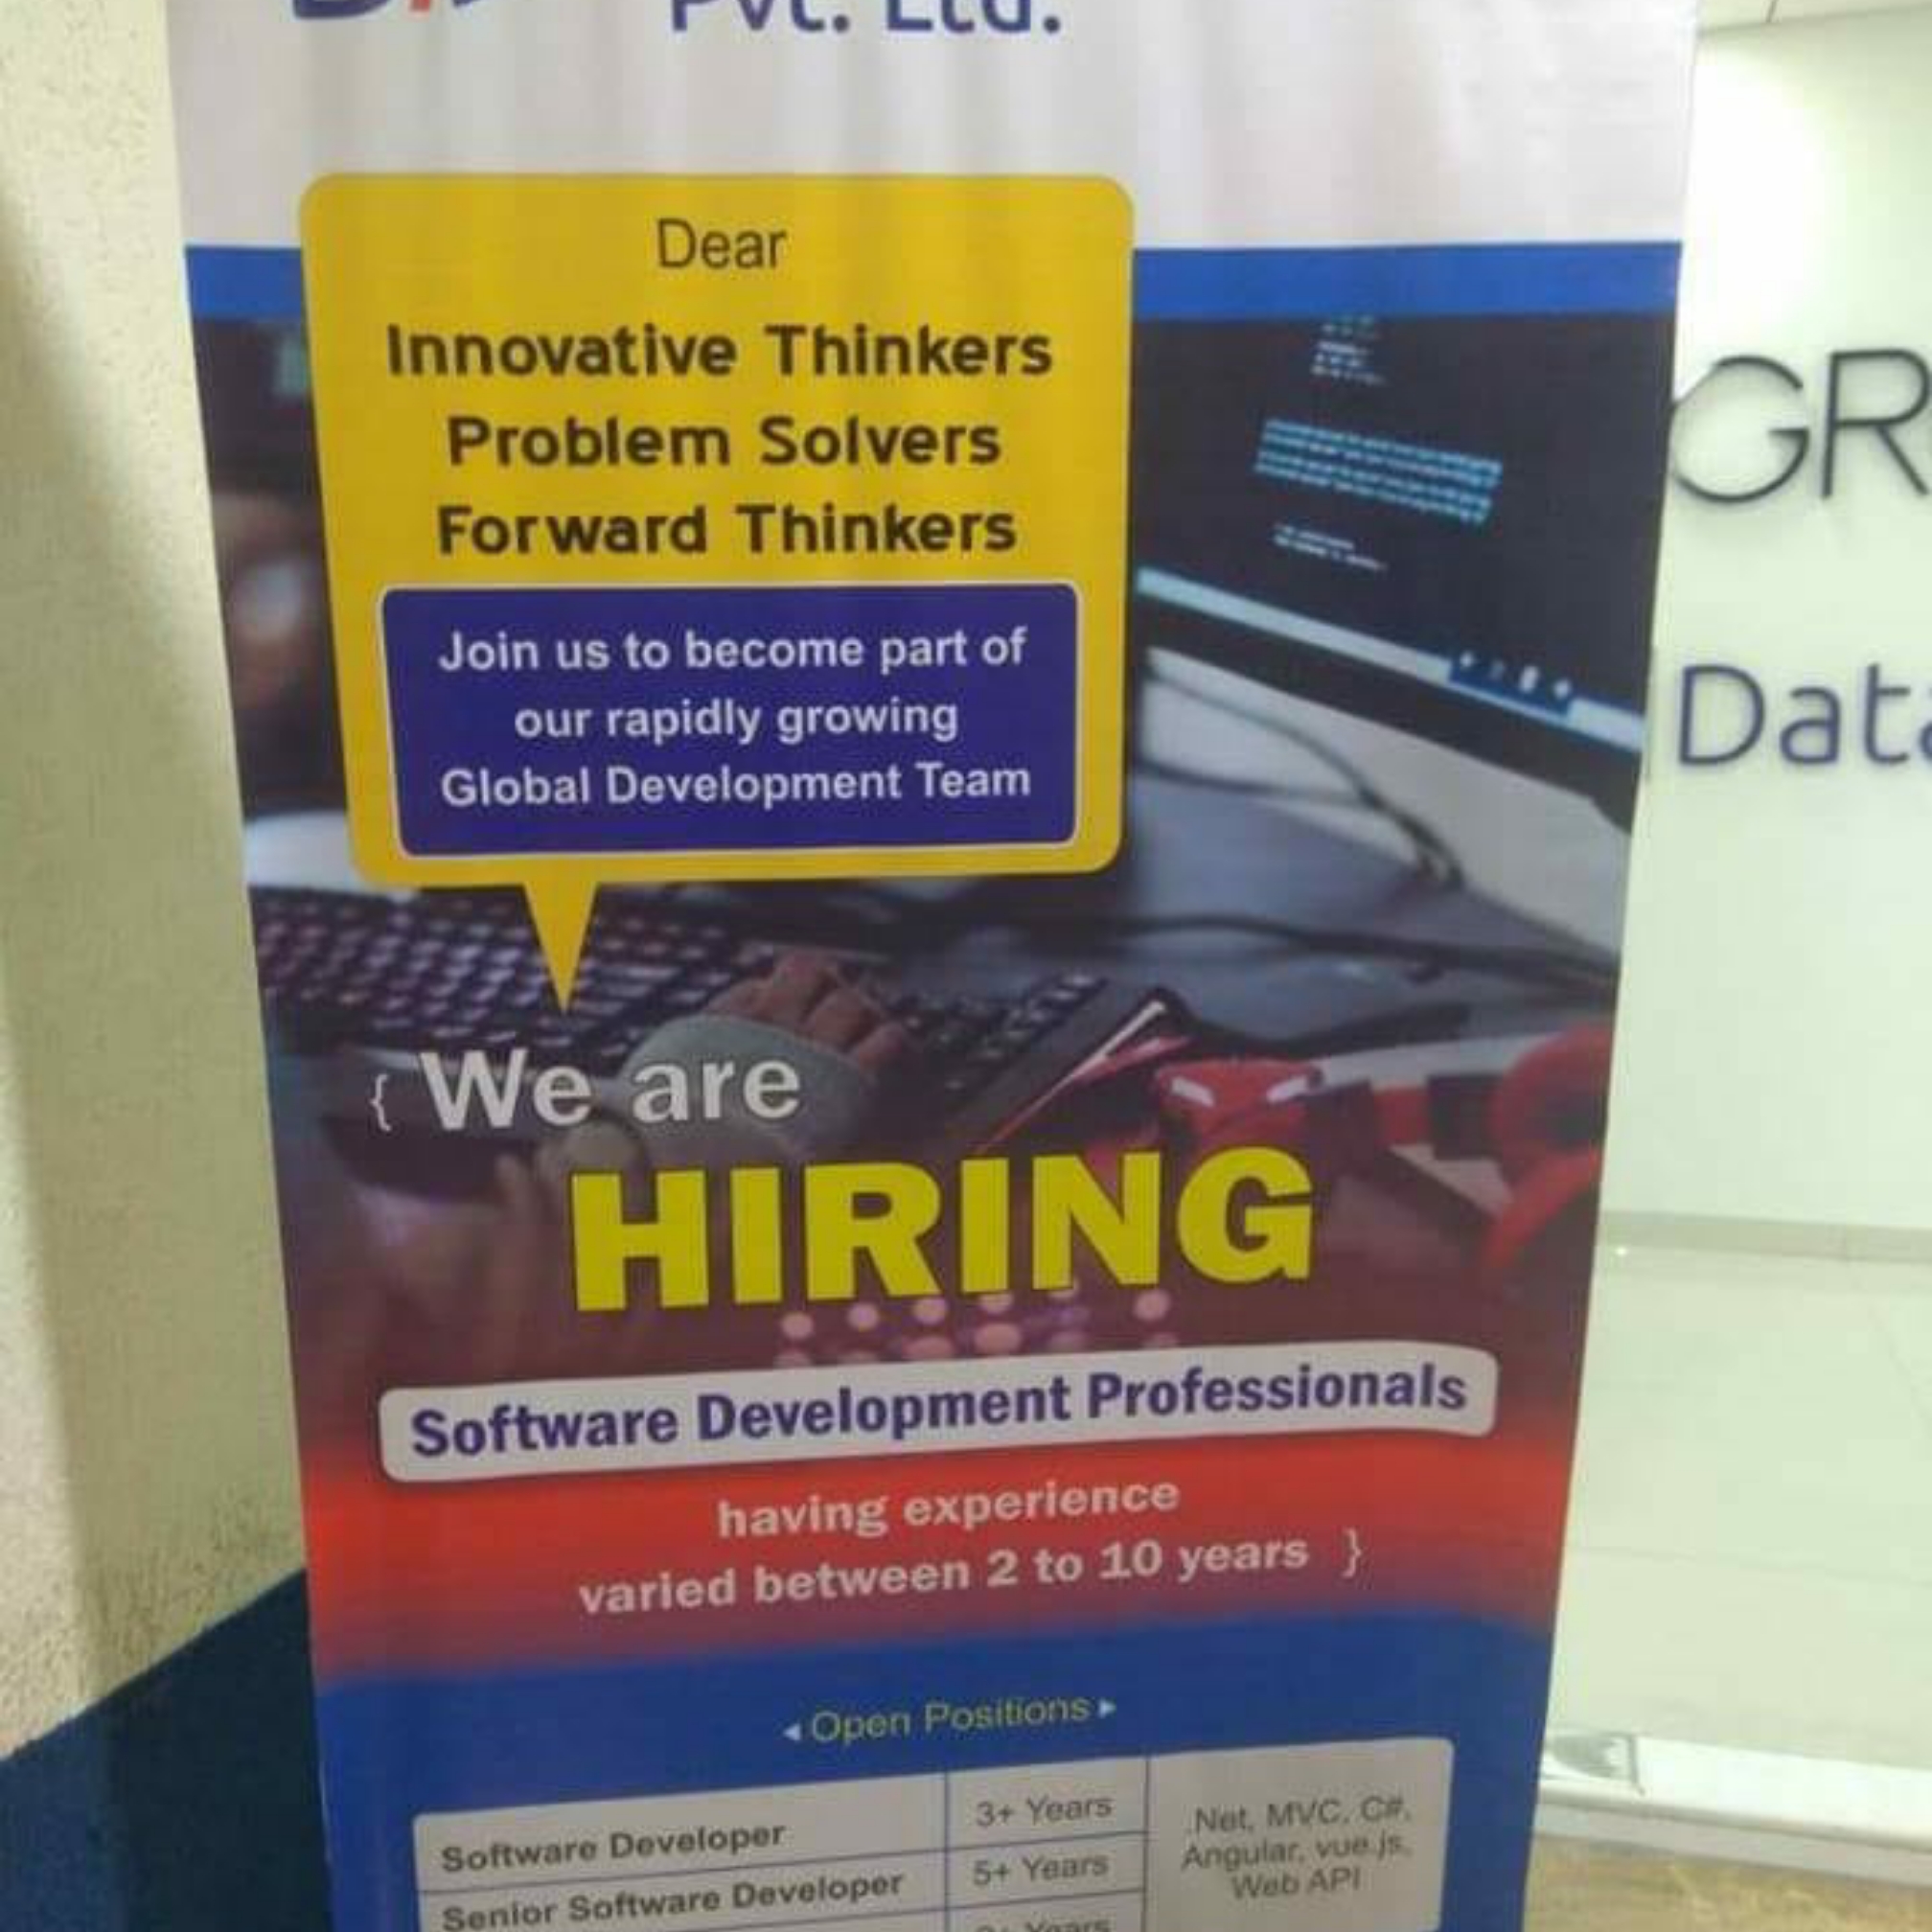 Pvt. Ltd.
Dear
Innovative Thinkers
Problem Solvers
Forward Thinkers
Join us to become part of
our rapidly growing
Global Development Team
{ We are
HIRING
Software Development Professionals
having experience
varied between 2 to 10 years }
Open Positions
Software Developer
3+ Years
Senior Software Developer
5+ Years
Years
.Net, MVC, C#,
Angular, vue.js,
Web API
GR
Data